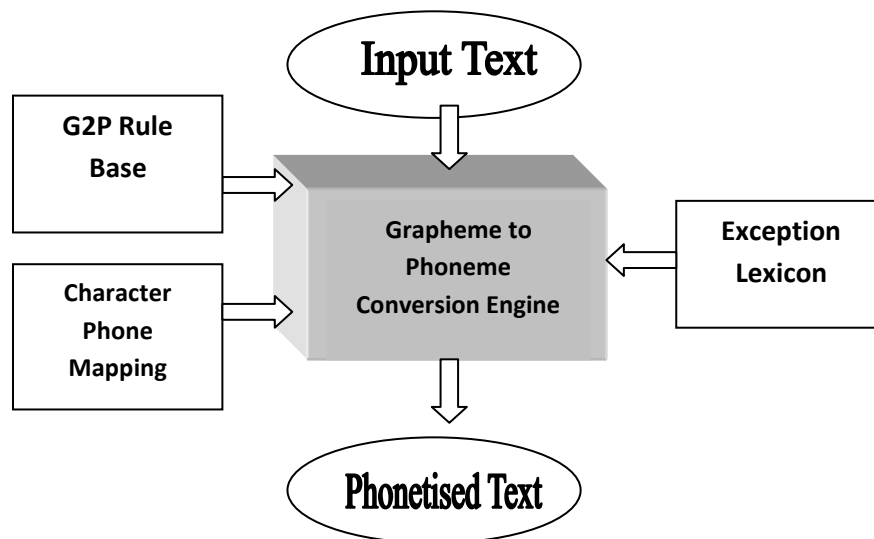 Input Text
G2P Rule
Base
Grapheme to
Phoneme
Conversion Engine
Exception
Lexicon
Character
Phone
Mapping
Phonetised Text